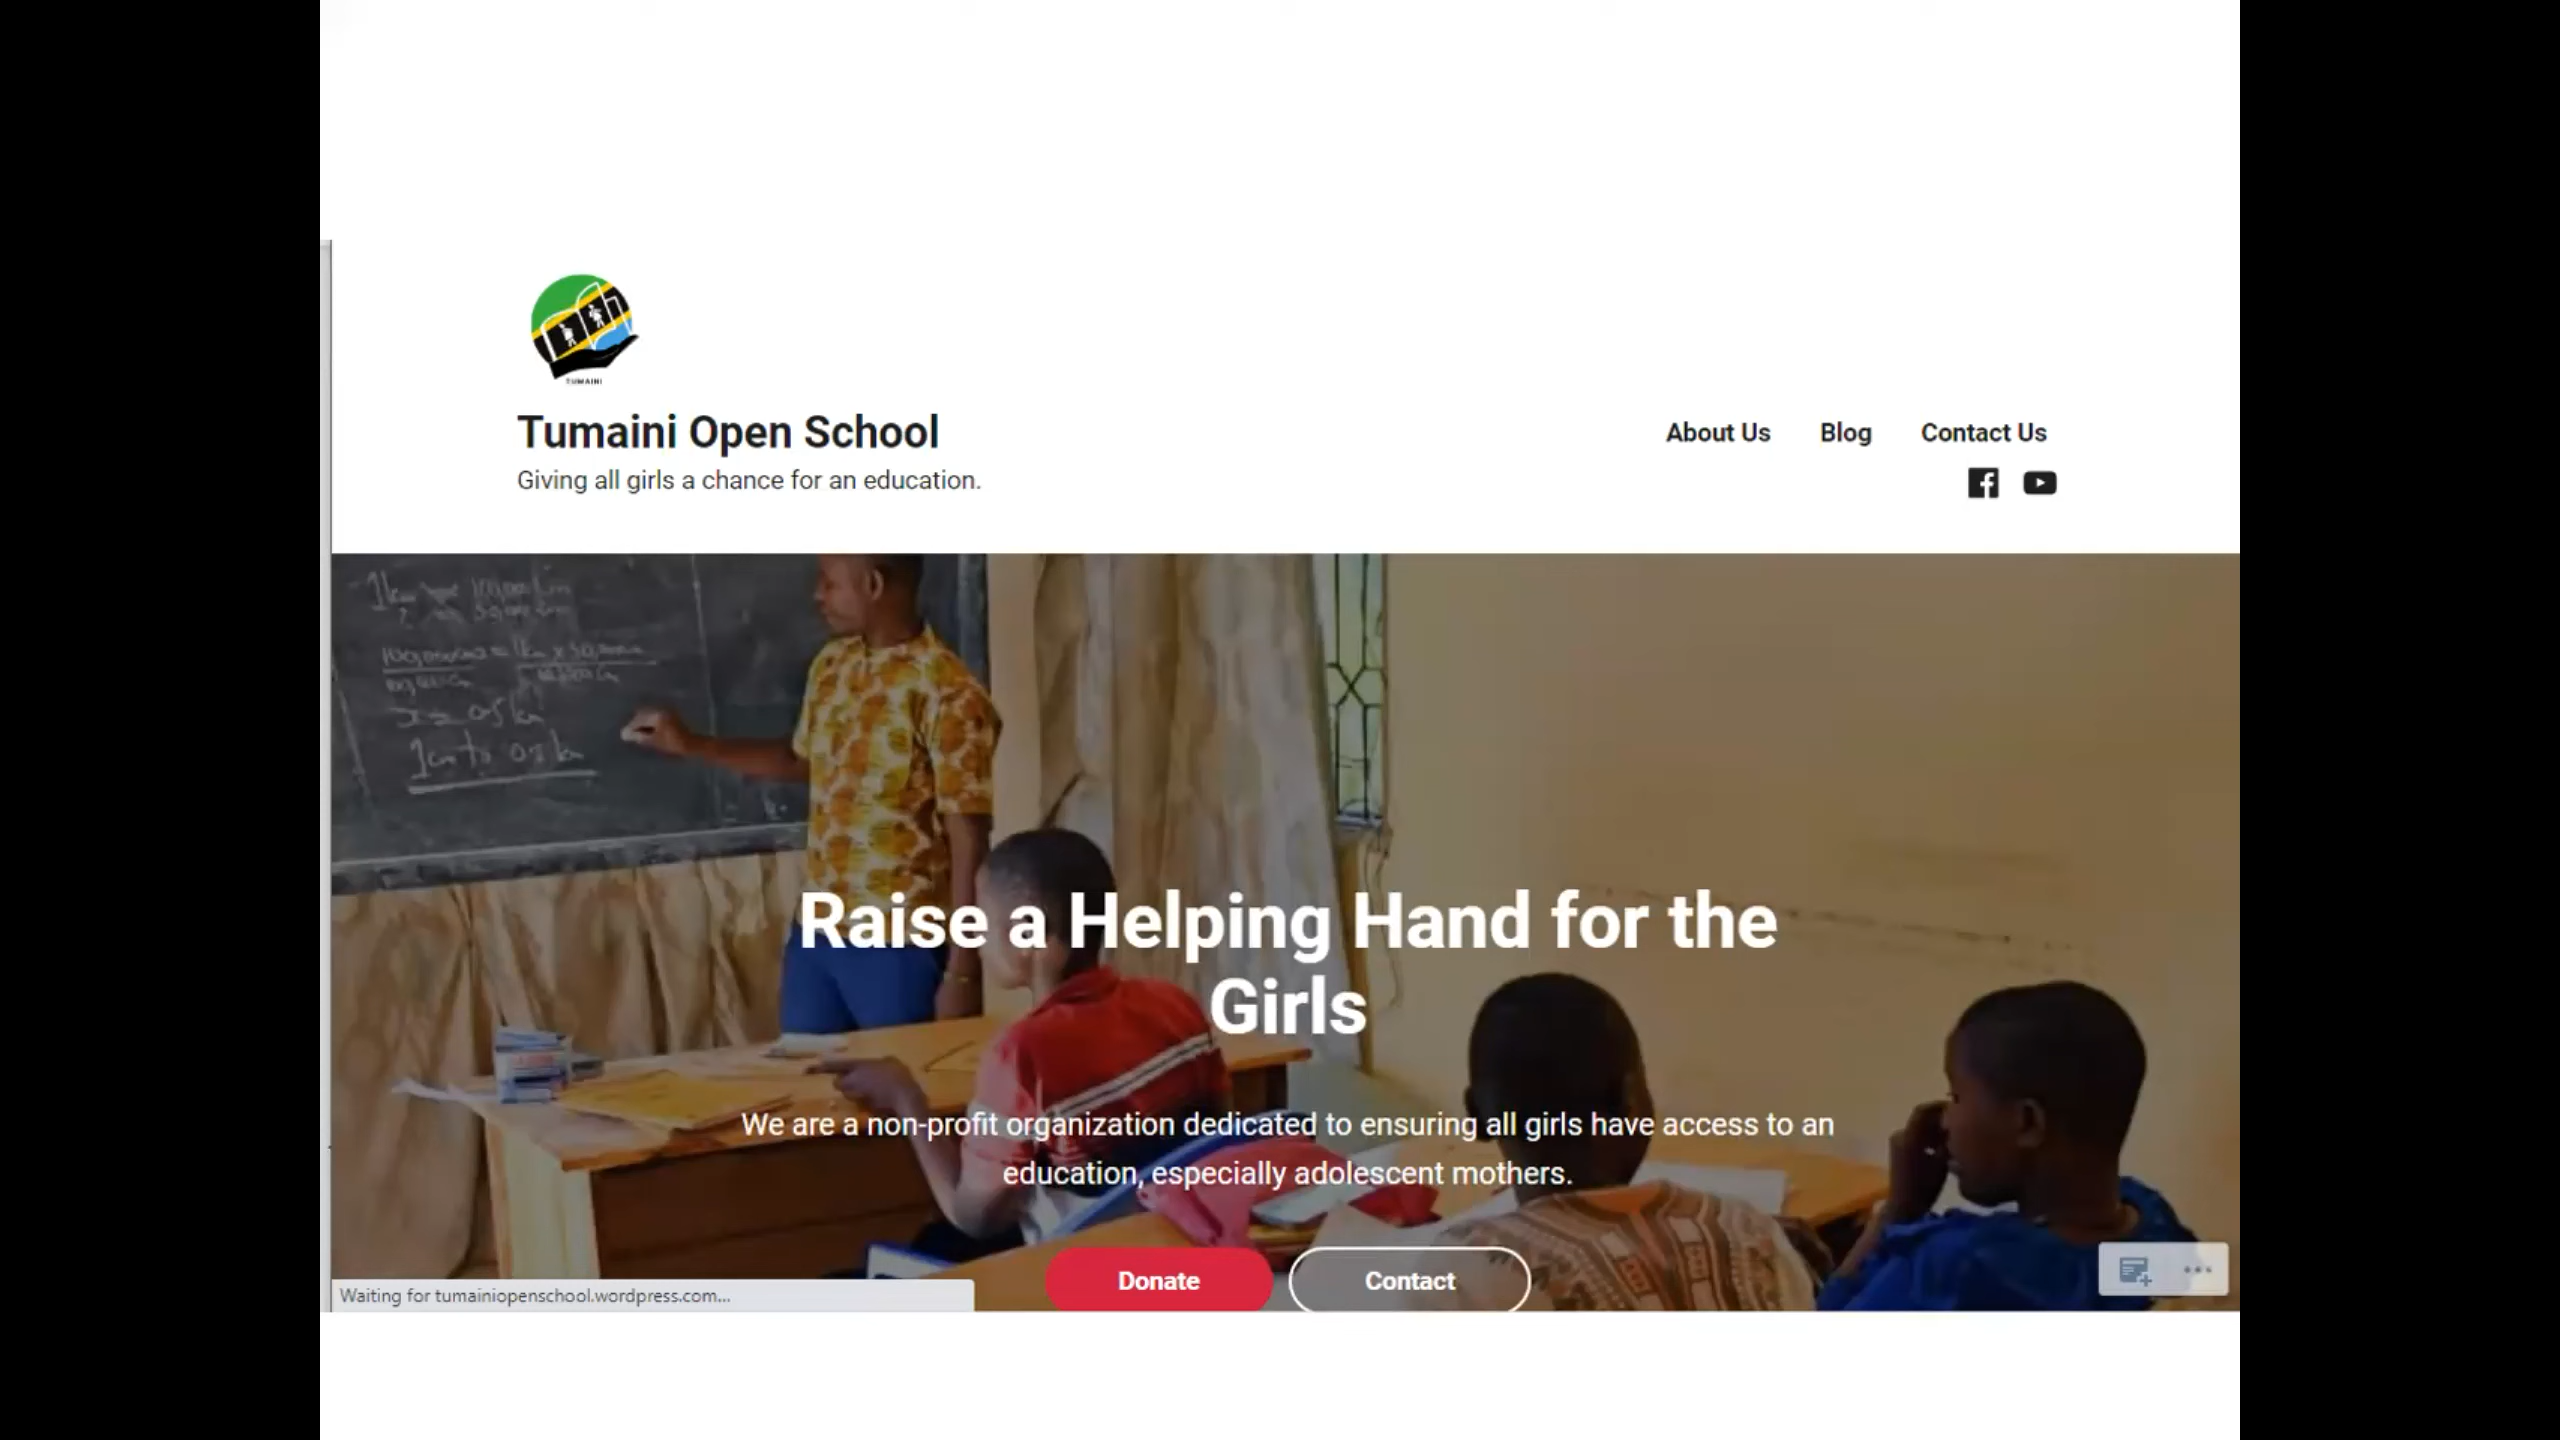 TUMAINI
Tumaini Open School
Giving all girls a chance for an education.
About Us Blog Contact Us
Raise a Helping Hand for the
Girls
We are a non-profit organization dedicated to ensuring all girls have access to an
education, especially adolescent mothers.
Donate Contact
Waiting for tumainiopenschool.wordpress.com...